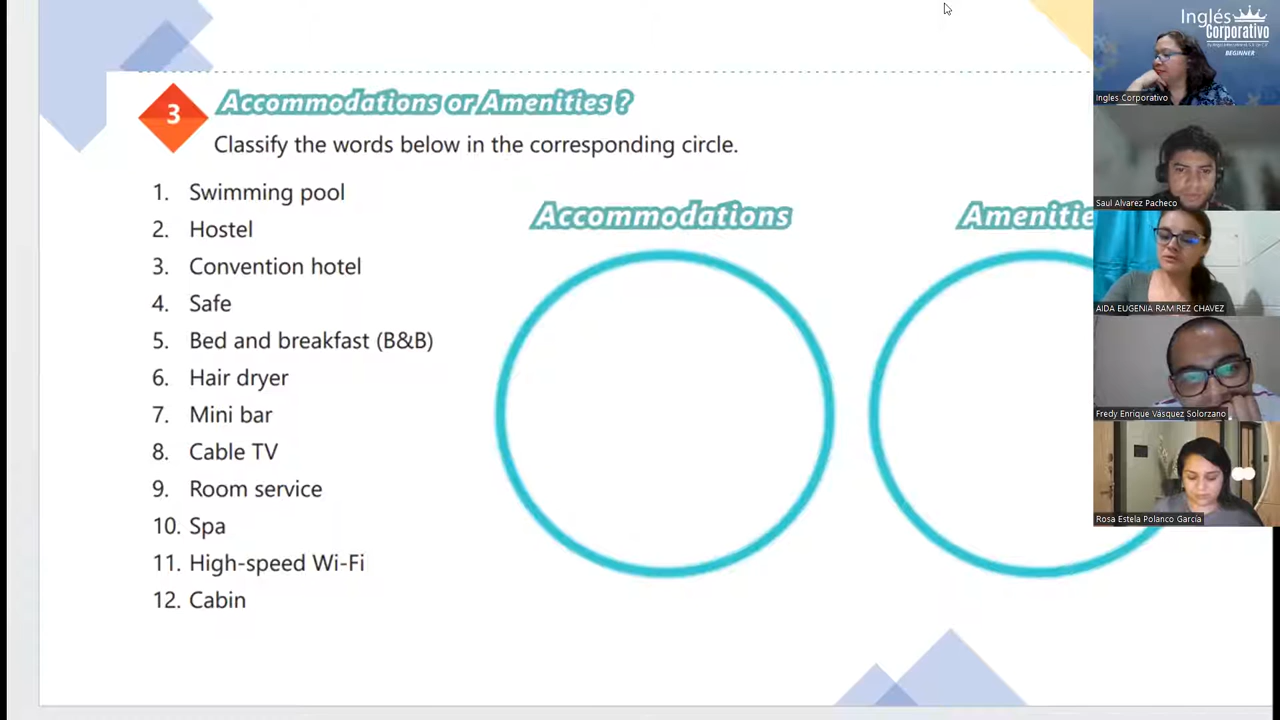 3
Accommodations or Amenities ?
Classify the words below in the corresponding circle.
1. Swimming pool
2. Hostel
3. Convention hotel
4. Safe
5. Bed and breakfast (B&B)
6. Hair dryer
7. Mini bar
8. Cable TV
9. Room service
10. Spa
11. High-speed Wi-Fi
12. Cabin
Accommodations
Amenitie
Inglés
Corporativo
BEGINNER
Ingles Corporativo
Saul Alvarez Pacheco
AIDA EUGENIA RAMIREZ CHAVEZ
Fredy Enrique Vásquez Solorzano
Rosa Estela Polanco García